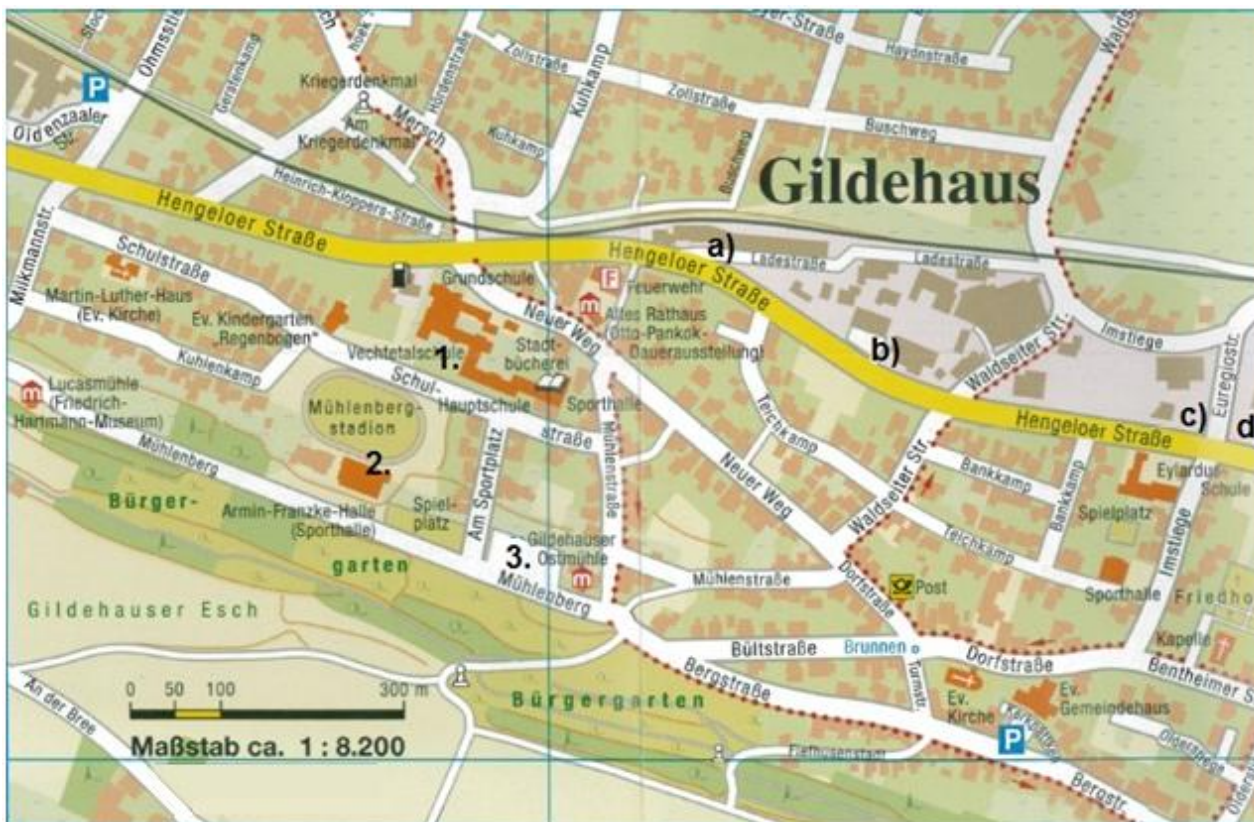 Ohmsstr.
Gerafenkamp
Kriegerdenkmal
Hördenstraße
Zollstraße
Kuhkamp
Haydnstraße
P
Oldenzaaler
Str.
Mersch
Am
Kriegerdenkmal
Kuhkamp
Zollstraße
Buschweg
Buschweg
Gildehaus
Heinrich-Kloppers-Straße
Hengeloer Straße
Hengeloer Straße
a)
Ladestraße
Ladestraße
Milkmannstr.
Schulstraße
Grundschule
F
Feuerwehr
Martin-Luther-Haus
(Ev. Kirche)
Ev. Kindergarten
"Regenbogen"
Neuer Weg
Altes Rathaus
(Otto-Pankok-
Dauerausstellung)
Imstiege
Euregiostr.
Vechtetalschule
Stadt-
bücherei
b)
Waldseiter Str.
Kuhlenkamp
1.
Lucasmühle
(Friedrich-
Hartmann-Museum)
Schul-
straße
Hauptschule
Sporthalle
Teichkamp
Hengeloer Straße
c)
d
Mühlenberg-
stadion
Mühlenberg
2.
Am Sportplatz
Mühlenstraße
Neuer Weg
Waldseiter Str.
Bankkamp
Bankkamp
Eylardus-
Schule
Bürger-
garten
Armin-Franzke-Halle
(Sporthalle)
Spiel-
platz
Spielplatz
Teichkamp
Imstiege
3.
Gildehauser
Ostmühle
Mühlenberg
Mühlenstraße
Dorfstraße
Post
Sporthalle
Friedho
Gildehauser Esch
Kapelle
Bültstraße
Brunnen
Dorfstraße
Bentheimer S
Turmstr.
Bergstraße
Bürgergarten
Ev.
Kirche
Ev.
Gemeindehaus
An der Bree
0 50 100 300 m
Maßstab ca. 1 : 8.200
P
Bergstr.